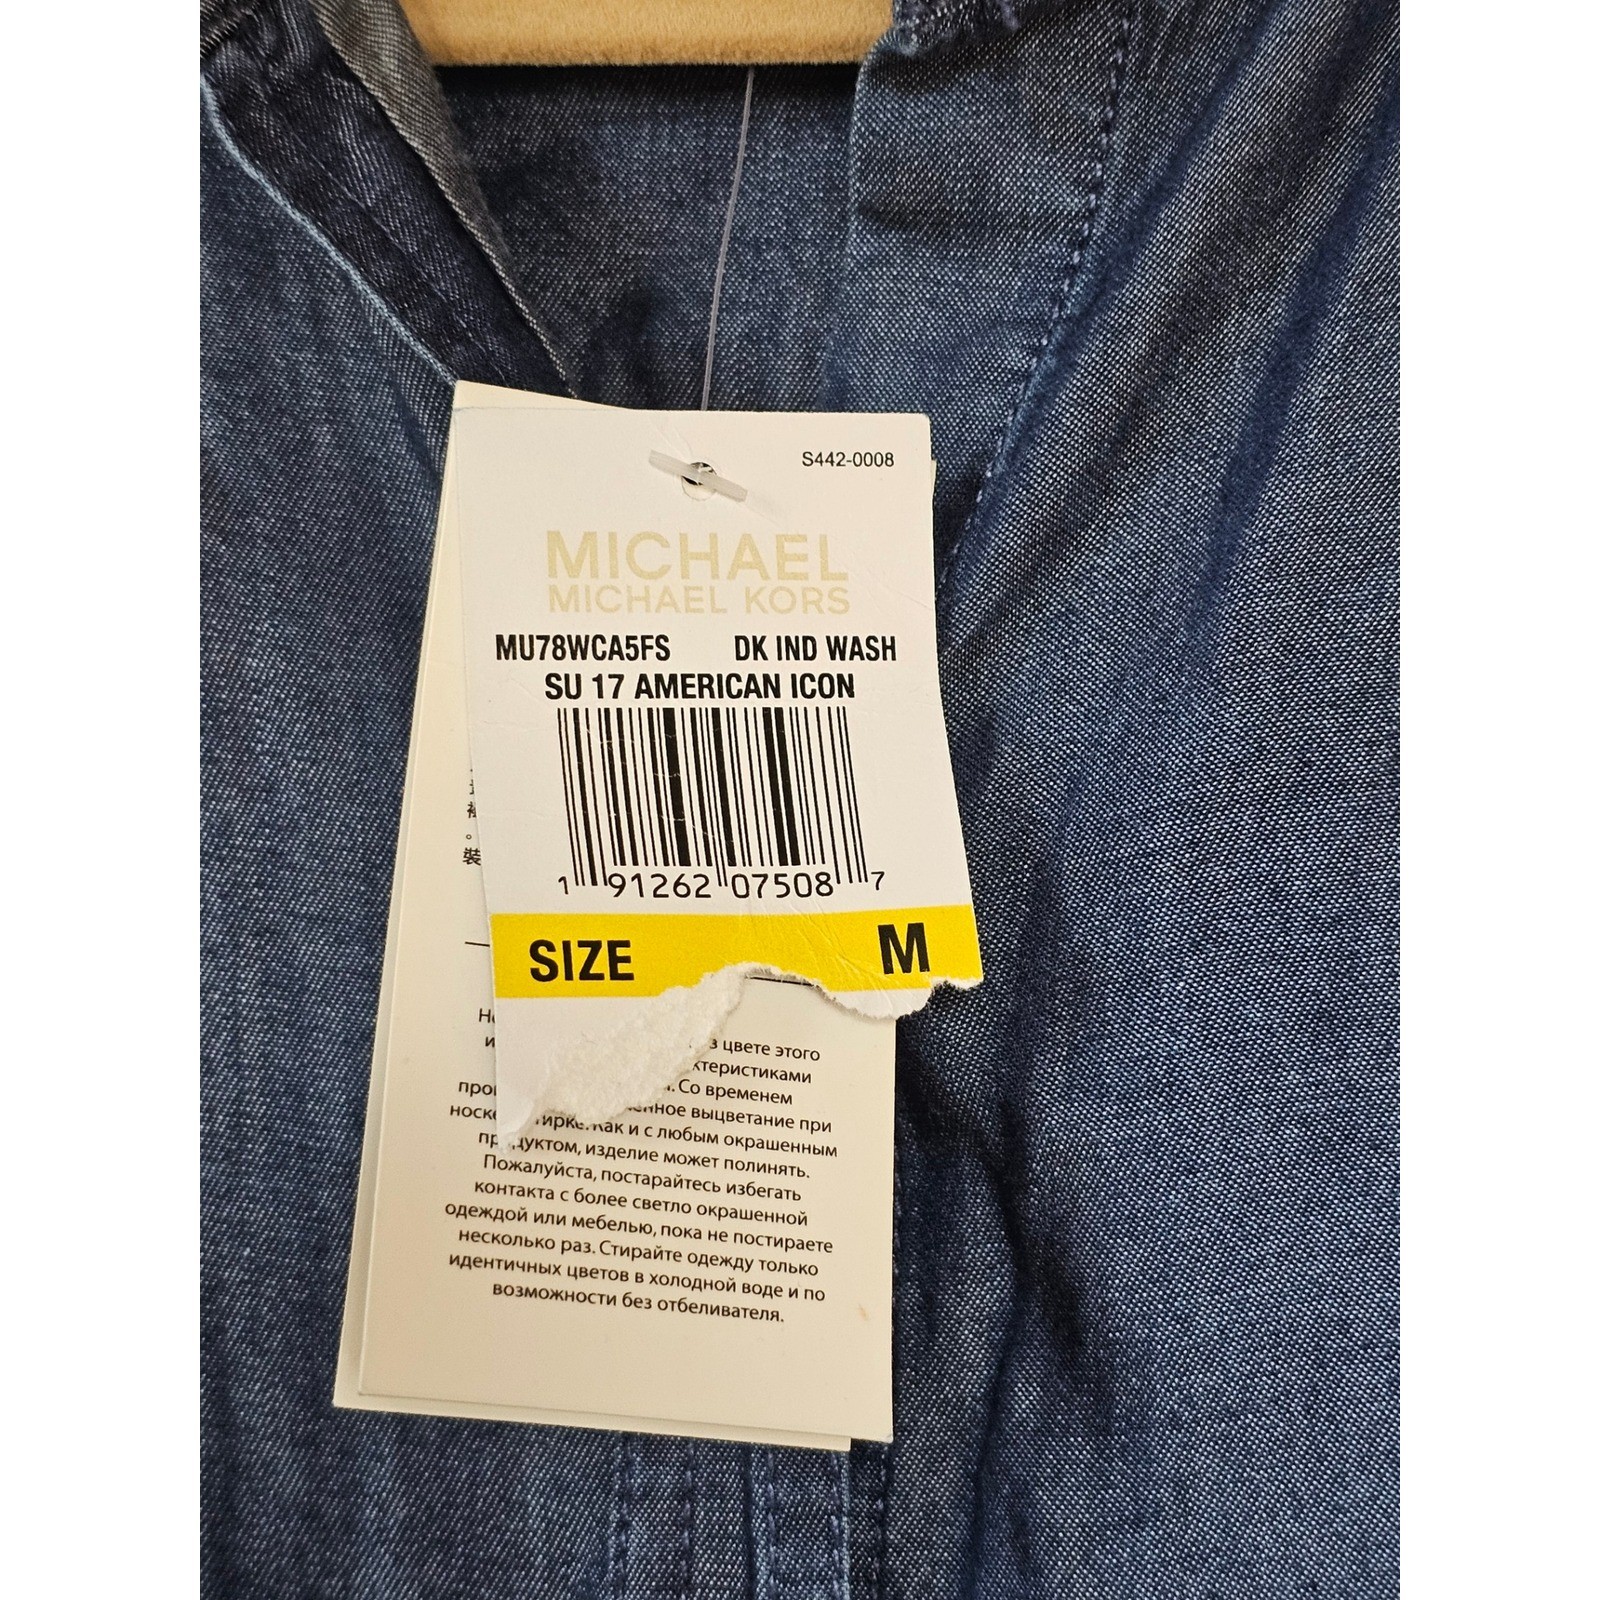 S442-0008
MICHAEL
MICHAEL KORS
MU78WCA5FS DK IND WASH
SU 17 AMERICAN ICON
1 91262 07508 7
SIZE M
裝
цвете этого
Со временем
выцветание при
Как и с любым окрашенным
продуктом, изделие может полинять.
Пожалуйста, постарайтесь избегать
контакта с более светло окрашенной
одеждой или мебелью, пока не постираете
несколько раз. Стирайте одежду только
идентичных цветов в холодной воде и по
возможности без отбеливателя.